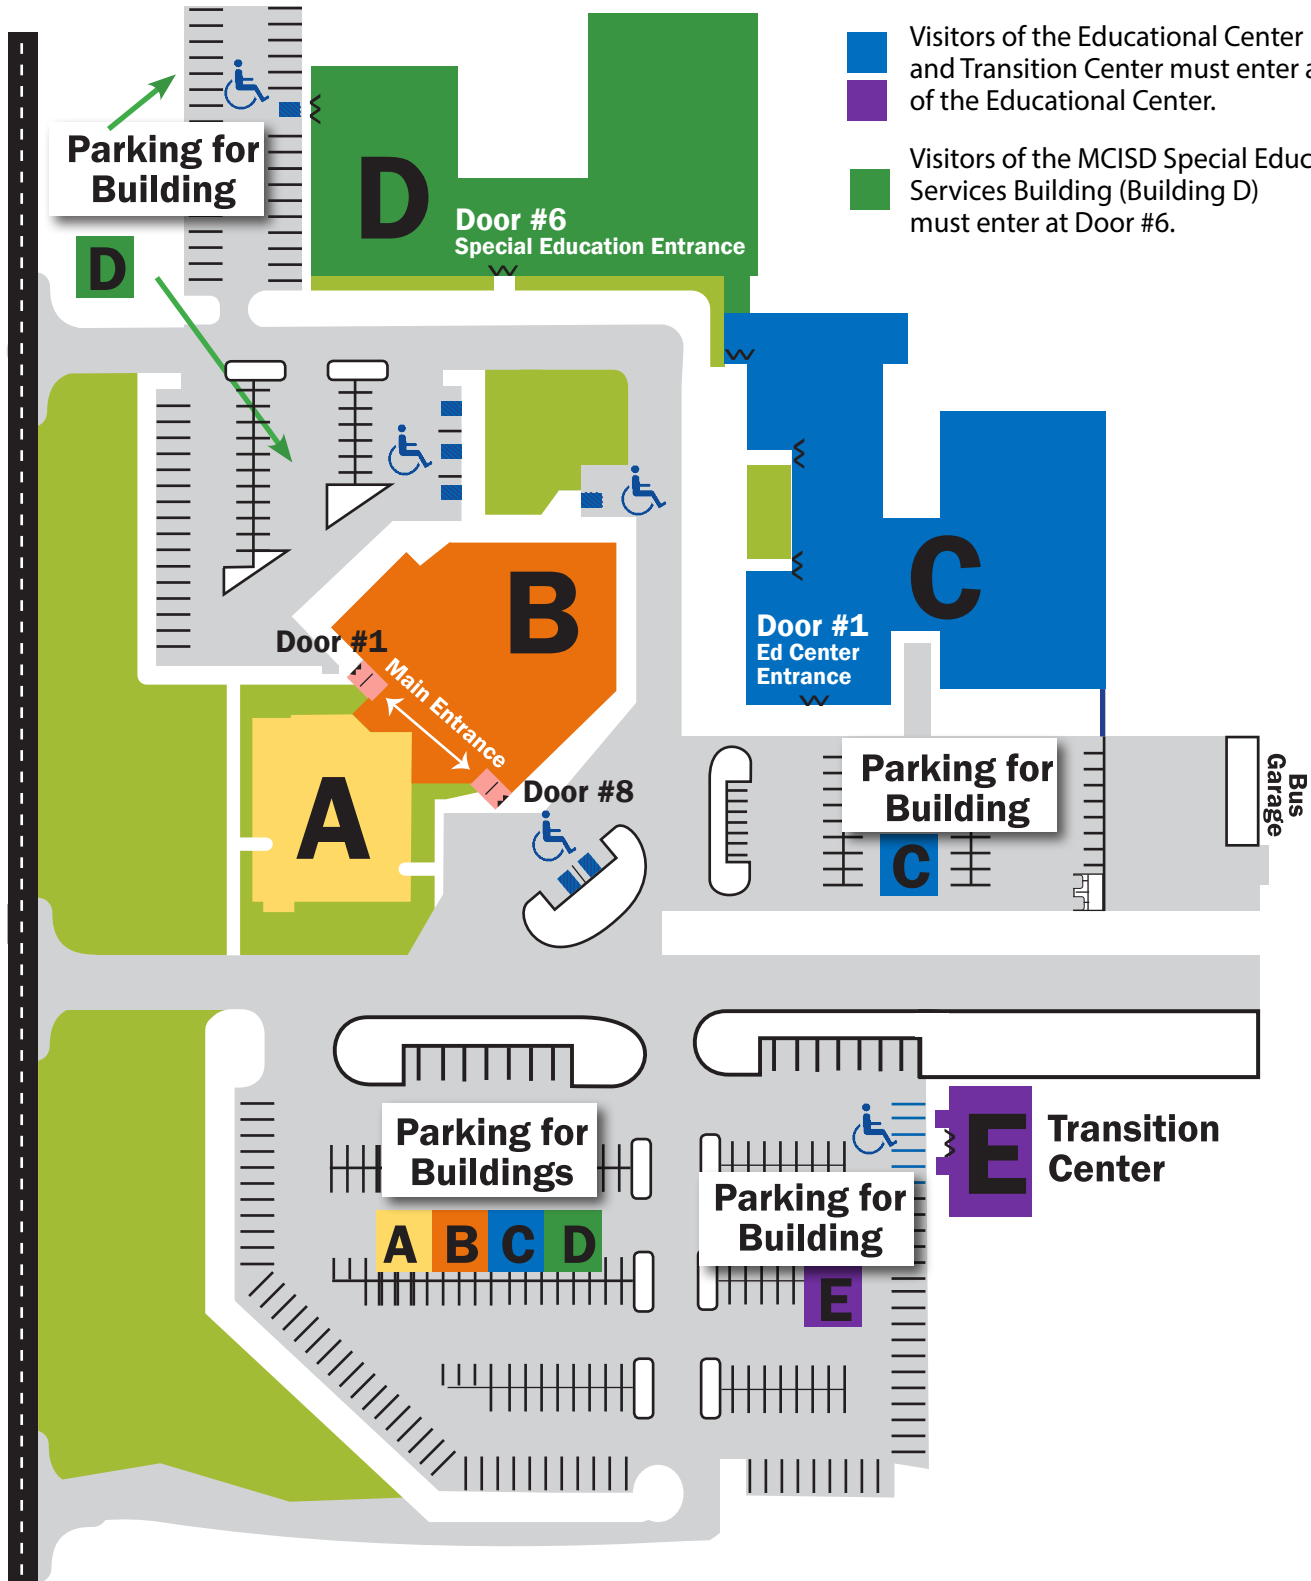 Visitors of the Educational Center
and Transition Center must enter
of the Educational Center.
Visitors of the MCISD Special
Services Building (Building D)
must enter at Door #6.
Parking for
Building
D
D
Door #6
Special Education Entrance
B
C
Door #1
Main Entrance
Door #1
Ed Center
Entrance
A
Door #8
Parking for
Building
C
Bus
Garage
Parking for
Buildings
A B C D
Parking for
Building
E
E
Transition
Center